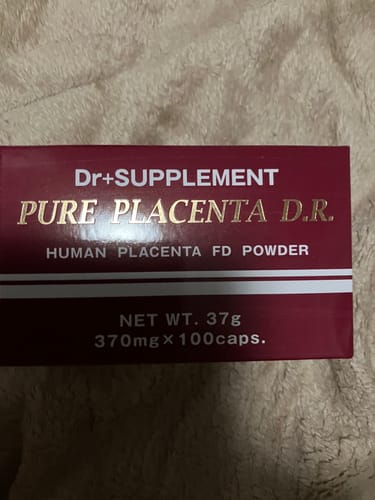 Dr+SUPPLEMENT
PURE PLACENTA D.R.
HUMAN PLACENTA FD POWDER
NET WT. 37g
370mg×100caps.